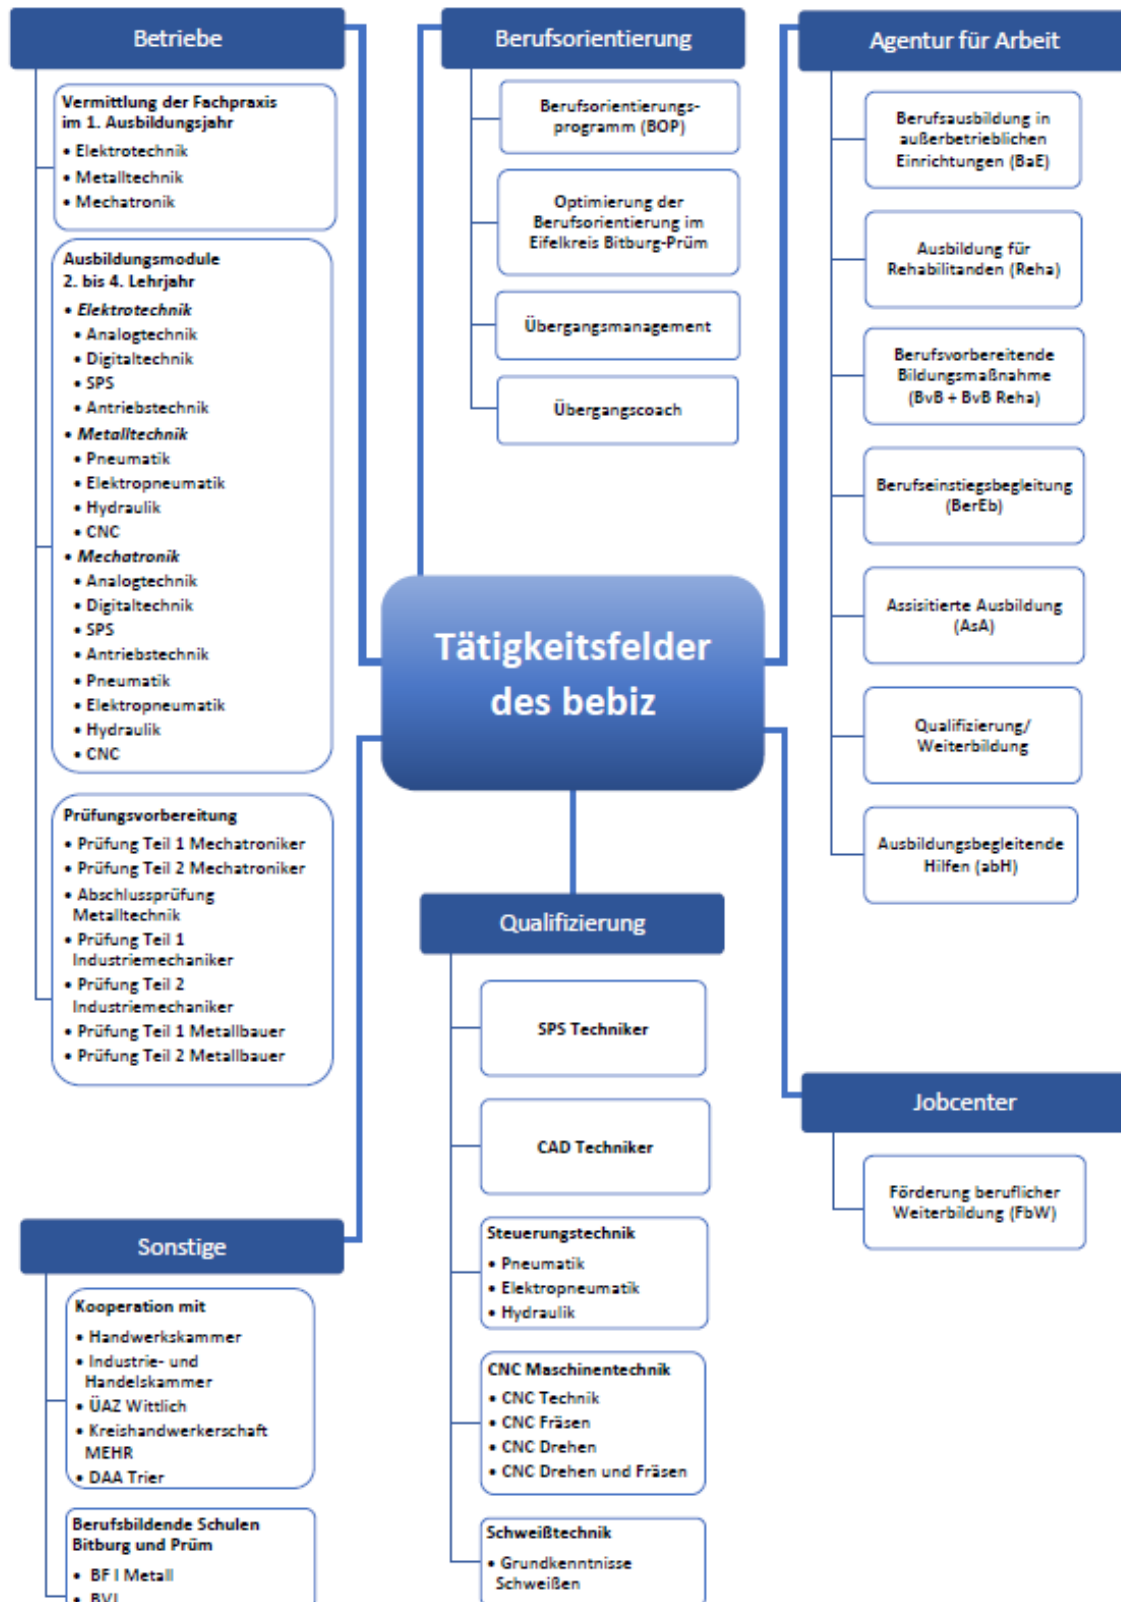 Betriebe
Vermittlung der Fachpraxis
im 1. Ausbildungsjahr
• Elektrotechnik
• Metalltechnik
• Mechatronik
Ausbildungsmodule
2. bis 4. Lehrjahr
• Elektrotechnik
• Analogtechnik
• Digitaltechnik
• SPS
• Antriebstechnik
• Metalltechnik
• Pneumatik
• Elektropneumatik
• Hydraulik
• CNC
• Mechatronik
• Analogtechnik
• Digitaltechnik
• SPS
• Antriebstechnik
• Pneumatik
• Elektropneumatik
• Hydraulik
• CNC
Prüfungsvorbereitung
• Prüfung Teil 1 Mechatroniker
• Prüfung Teil 2 Mechatroniker
• Abschlussprüfung
Metalltechnik
• Prüfung Teil 1
Industriemechaniker
• Prüfung Teil 2
Industriemechaniker
• Prüfung Teil 1 Metallbauer
• Prüfung Teil 2 Metallbauer
Berufsorientierung
Berufsorientierungs-
programm (BOP)
Optimierung der
Berufsorientierung im
Eifelkreis Bitburg-Prüm
Übergangsmanagement
Übergangscoach
Agentur für Arbeit
Berufsausbildung in
außerbetrieblichen
Einrichtungen (BaE)
Ausbildung für
Rehabilitanden (Reha)
Berufsvorbereitende
Bildungsmaßnahme
(BvB + BvB Reha)
Berufseinstiegsbegleitung
(BerEb)
Assisitierte Ausbildung
(AsA)
Qualifizierung/
Weiterbildung
Ausbildungsbegleitende
Hilfen (abH)
Tätigkeitsfelder
des bebiz
Qualifizierung
SPS Techniker
CAD Techniker
Steuerungstechnik
• Pneumatik
• Elektropneumatik
• Hydraulik
CNC Maschinentechnik
• CNC Technik
• CNC Fräsen
• CNC Drehen
• CNC Drehen und Fräsen
Schweißtechnik
• Grundkenntnisse
Schweißen
Jobcenter
Förderung beruflicher
Weiterbildung (FbW)
Sonstige
Kooperation mit
• Handwerkskammer
• Industrie- und
Handelskammer
• ÜAZ Wittlich
• Kreishandwerkerschaft
MEHR
• DAA Trier
Berufsbildende Schulen
Bitburg und Prüm
• BF I Metall
• BVJ